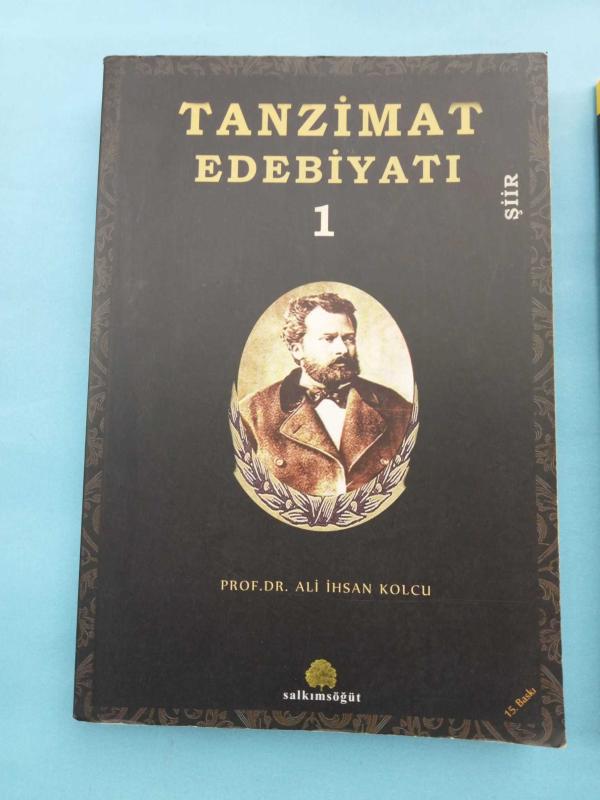 TANZİMAT
EDEBİYATI
1
ŞİİR
PROF.DR. ALİ İHSAN KOLCU
salkımsöğüt
15. Baskı